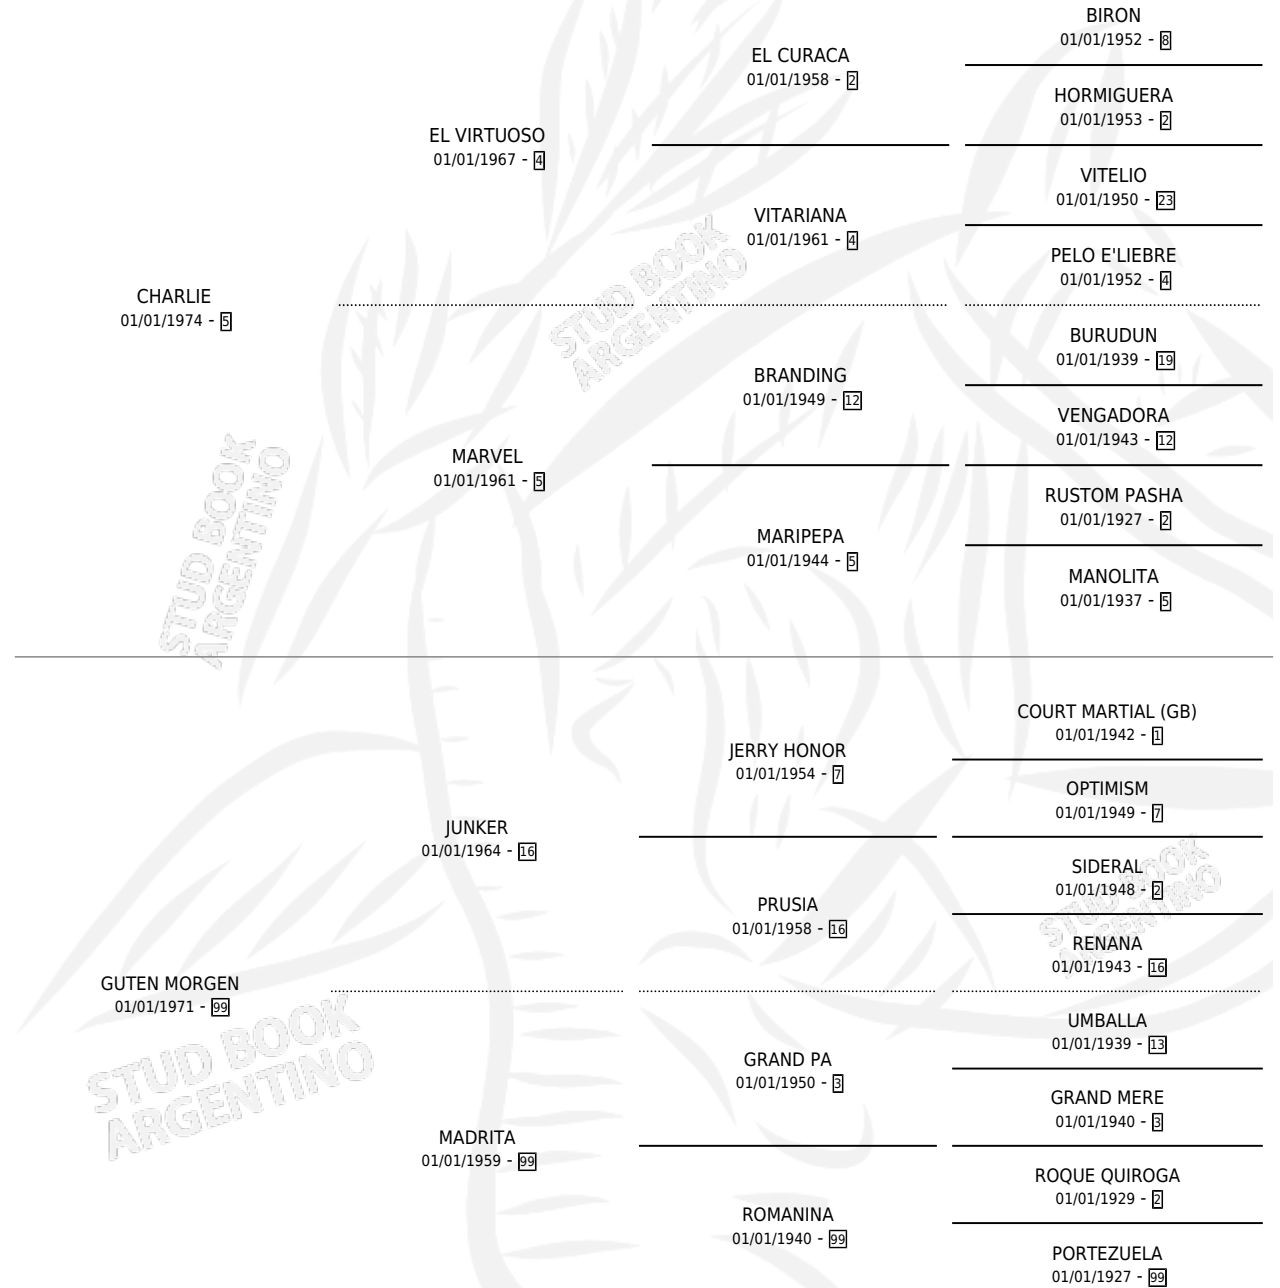 BIRON
01/01/1952 - 8
EL CURACA
01/01/1958 - 2
HORMIGUERA
01/01/1953 - 2
EL VIRTUOSO
01/01/1967 - 4
VITELIO
01/01/1950 - 23
VITARIANA
01/01/1961 - 4
PELO E'LIEBRE
01/01/1952 - 4
CHARLIE
01/01/1974 - 5
BURUDUN
01/01/1939 - 19
BRANDING
01/01/1949 - 12
VENGADORA
01/01/1943 - 12
MARVEL
01/01/1961 - 5
RUSTOM PASHA
01/01/1927 - 2
MARIPEPA
01/01/1944 - 5
MANOLITA
01/01/1937 - 5
STUD BOOK
ARGENTINO
STUD BOOK
ARGENTINO
COURT MARTIAL (GB)
01/01/1942 - 1
JERRY HONOR
01/01/1954 - 7
OPTIMISM
01/01/1949 - 7
JUNKER
01/01/1964 - 16
SIDERAL
01/01/1948 - 2
PRUSIA
01/01/1958 - 16
RENANA
01/01/1943 - 16
GUTEN MORGEN
01/01/1971 - 99
UMBALLA
01/01/1939 - 13
GRAND PA
01/01/1950 - 3
GRAND MERE
01/01/1940 - 3
MADRITA
01/01/1959 - 99
ROQUE QUIROGA
01/01/1929 - 2
ROMANINA
01/01/1940 - 99
PORTEZUELA
01/01/1927 - 99
STUD BOOK
ARGENTINO
STUD BOOK
ARGENTINO